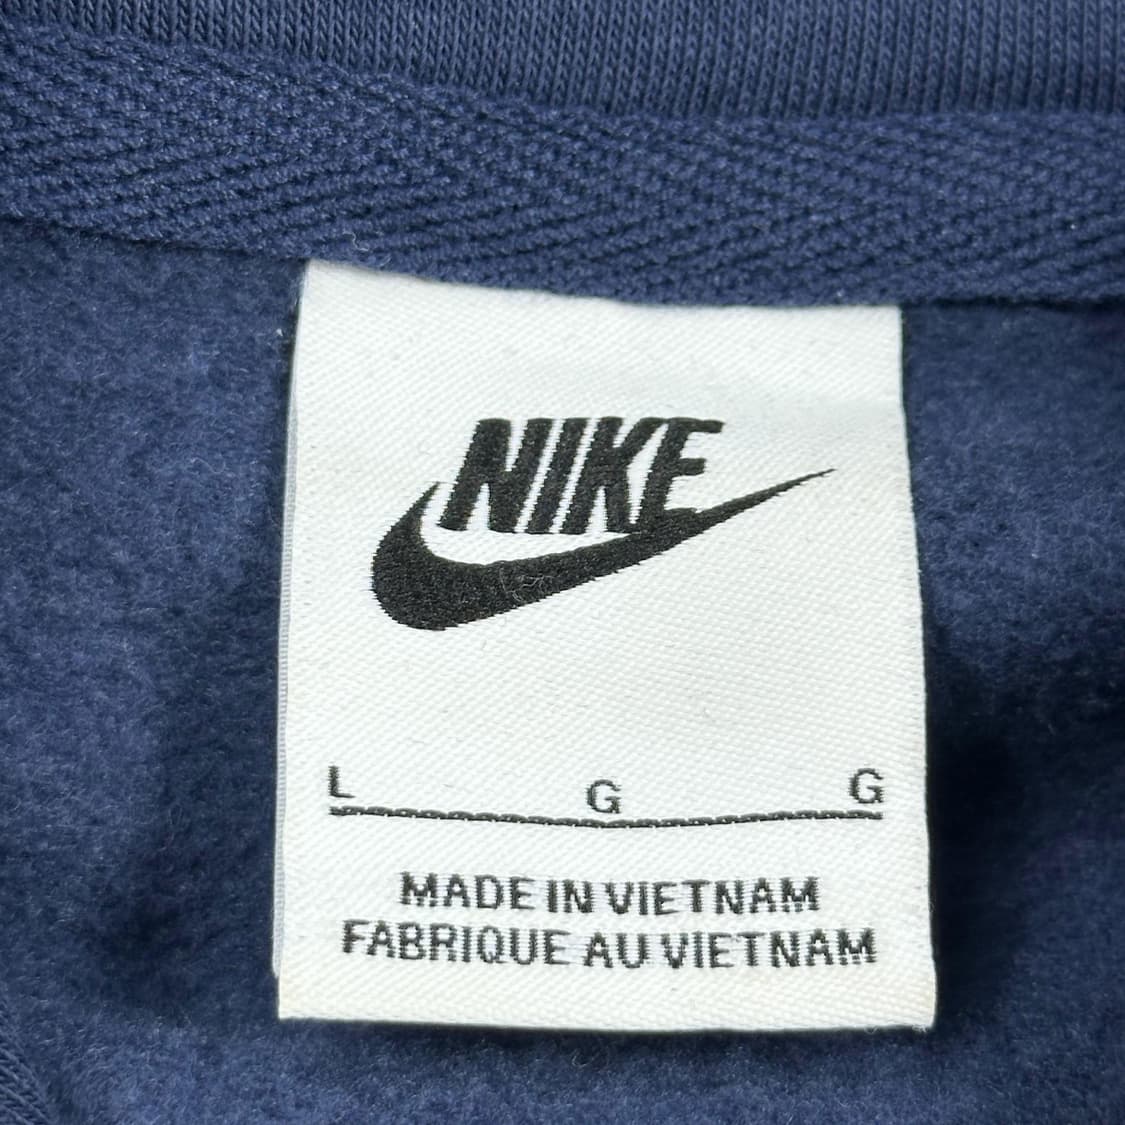 NIKE
L G G
MADE IN VIETNAM
FABRIQUE AU VIETNAM